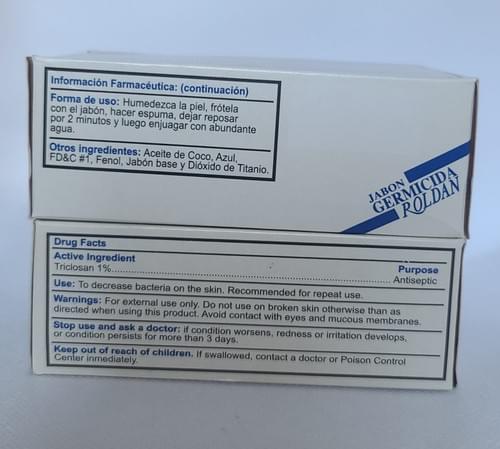 Información Farmacéutica: (continuación)
Forma de uso: Humedezca la piel, frótela
con el jabón, hacer espuma, dejar reposar
por 2 minutos y luego enjuagar con abundante
agua.
Otros ingredientes: Aceite de Coco, Azul,
FD&C #1, Fenol, Jabón base y Dióxido de Titanio.
JABON
GERMICIDA
ROLDÁN
Drug Facts
Active Ingredient Purpose
Triclosan 1%........................................................................ Antiseptic
Use: To decrease bacteria on the skin. Recommended for repeat use.
Warnings: For external use only. Do not use on broken skin otherwise than as
directed when using this product. Avoid contact with eyes and mucous membranes.
Stop use and ask a doctor: if condition worsens, redness or irritation develops,
or condition persists for more than 3 days.
Keep out of reach of children. If swallowed, contact a doctor or Poison Control
Center inmediately.